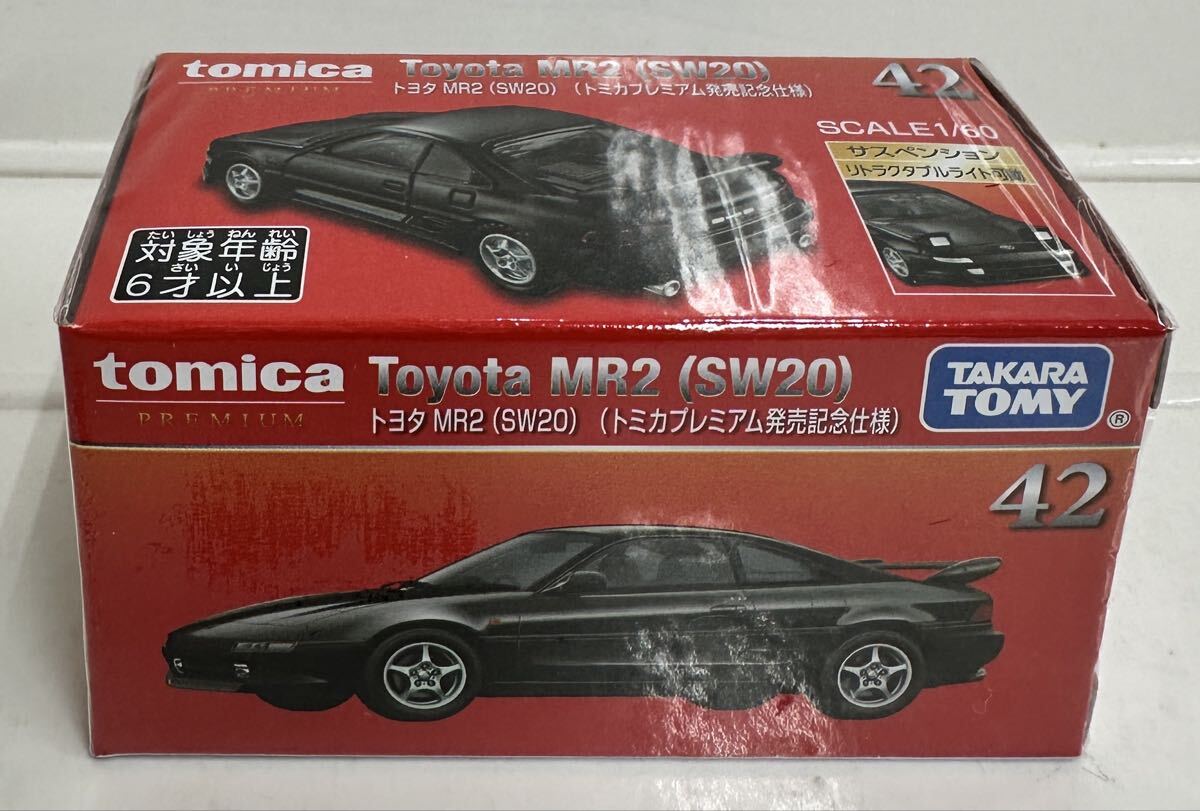 tomica
PREMIUM
Toyota MR2 (SW20)
トヨタ MR2 (SW20) (トミカプレミアム発売記念仕様)
42
SCALE1/60
サスペンション
リトラクタブルライト可動
たいしょうねんれい
対象年齢
さいいじょう
6才以上
tomica
PREMIUM
Toyota MR2 (SW20)
トヨタ MR2 (SW20) (トミカプレミアム発売記念仕様)
TAKARA
TOMY
®
42